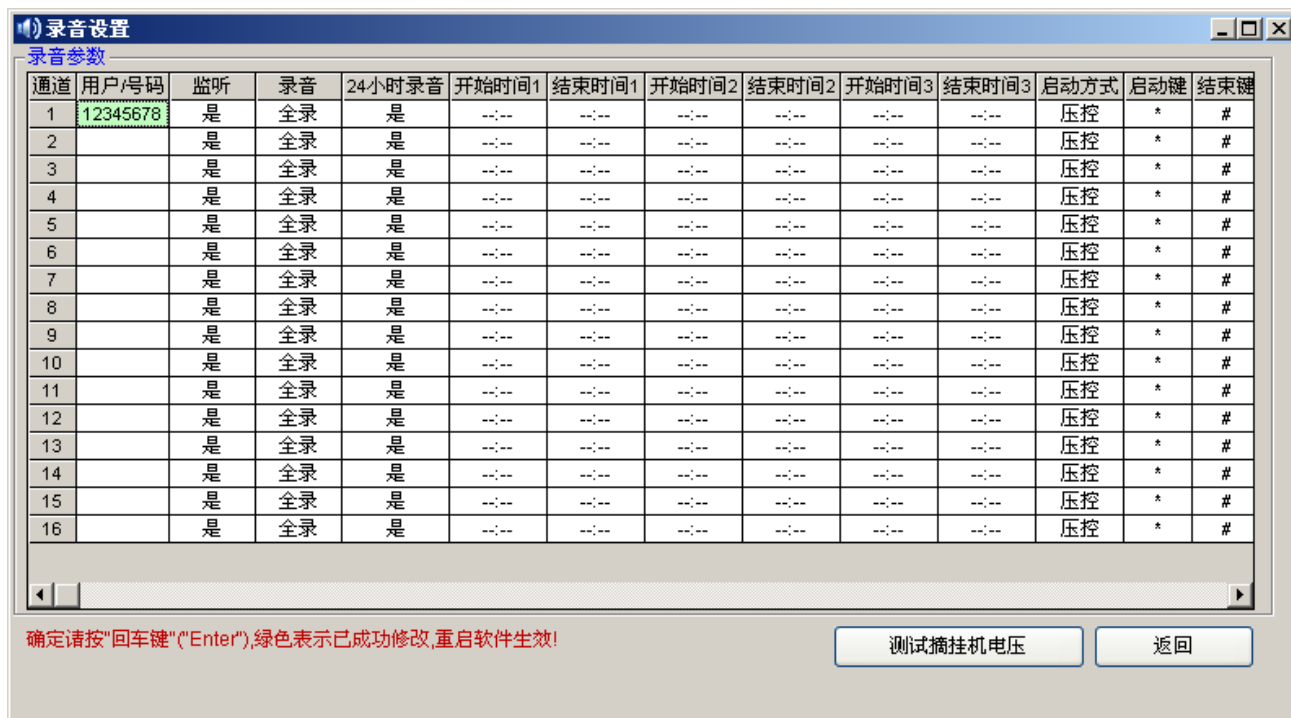 录音设置
录音参数
通道 用户/号码 监听 录音 24小时录音 开始时间1 结束时间1 开始时间2 结束时间2 开始时间3 结束时间3 启动方式 启动键 结束键
1 12345678 是 全录 是 --:-- --:-- --:-- --:-- --:-- --:-- 压控 * #
2 是 全录 是 --:-- --:-- --:-- --:-- --:-- --:-- 压控 * #
3 是 全录 是 --:-- --:-- --:-- --:-- --:-- --:-- 压控 * #
4 是 全录 是 --:-- --:-- --:-- --:-- --:-- --:-- 压控 * #
5 是 全录 是 --:-- --:-- --:-- --:-- --:-- --:-- 压控 * #
6 是 全录 是 --:-- --:-- --:-- --:-- --:-- --:-- 压控 * #
7 是 全录 是 --:-- --:-- --:-- --:-- --:-- --:-- 压控 * #
8 是 全录 是 --:-- --:-- --:-- --:-- --:-- --:-- 压控 * #
9 是 全录 是 --:-- --:-- --:-- --:-- --:-- --:-- 压控 * #
10 是 全录 是 --:-- --:-- --:-- --:-- --:-- --:-- 压控 * #
11 是 全录 是 --:-- --:-- --:-- --:-- --:-- --:-- 压控 * #
12 是 全录 是 --:-- --:-- --:-- --:-- --:-- --:-- 压控 * #
13 是 全录 是 --:-- --:-- --:-- --:-- --:-- --:-- 压控 * #
14 是 全录 是 --:-- --:-- --:-- --:-- --:-- --:-- 压控 * #
15 是 全录 是 --:-- --:-- --:-- --:-- --:-- --:-- 压控 * #
16 是 全录 是 --:-- --:-- --:-- --:-- --:-- --:-- 压控 * #
确定请按"回车键"("Enter"),绿色表示已成功修改,重启软件生效! 测试摘挂机电压 返回